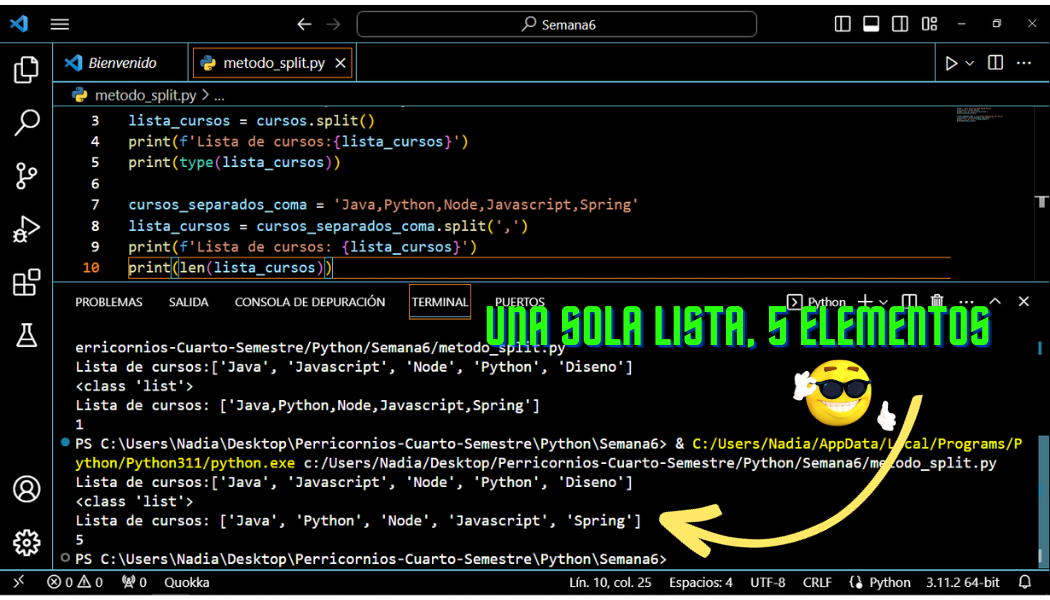 Semana6
Bienvenido
metodo_split.py
metodo_split.py > ...
3 lista_cursos = cursos.split()
4 print(f'Lista de cursos:{lista_cursos}')
5 print(type(lista_cursos))
6
7 cursos_separados_coma = 'Java,Python,Node,Javascript,Spring'
8 lista_cursos = cursos_separados_coma.split(',')
9 print(f'Lista de cursos: {lista_cursos}')
10 print(len(lista_cursos))
PROBLEMAS SALIDA CONSOLA DE DEPURACIÓN TERMINAL PUERTOS Python
UNA SOLA LISTA, 5 ELEMENTOS
erricornios-Cuarto-Semestre/Python/Semana6/metodo_split.py
Lista de cursos:['Java', 'Javascript', 'Node', 'Python', 'Diseno']
<class 'list'>
Lista de cursos: ['Java,Python,Node,Javascript,Spring']
1
PS C:\Users\Nadia\Desktop\Perricornios-Cuarto-Semestre\Python\Semana6> & C:/Users/Nadia/AppData/Local/Programs/P
ython/Python311/python.exe c:/Users/Nadia/Desktop/Perricornios-Cuarto-Semestre/Python/Semana6/metodo_split.py
Lista de cursos:['Java', 'Javascript', 'Node', 'Python', 'Diseno']
<class 'list'>
Lista de cursos: ['Java', 'Python', 'Node', 'Javascript', 'Spring']
5
PS C:\Users\Nadia\Desktop\Perricornios-Cuarto-Semestre\Python\Semana6>
0 0 0 Quokka Lín. 10, col. 25 Espacios: 4 UTF-8 CRLF Python 3.11.2 64-bit